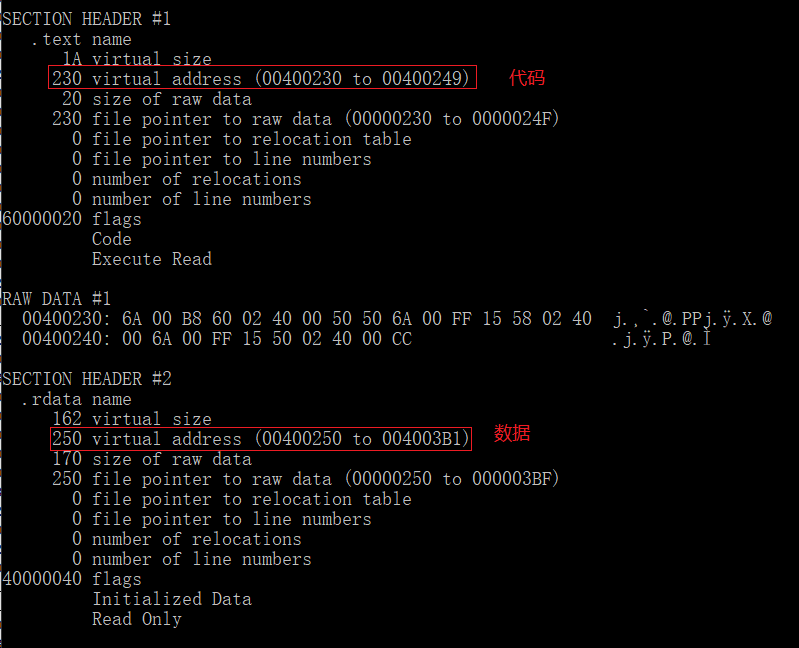 SECTION HEADER #1
.text name
1A virtual size
230 virtual address (00400230 to 00400249) 代码
20 size of raw data
230 file pointer to raw data (00000230 to 0000024F)
0 file pointer to relocation table
0 file pointer to line numbers
0 number of relocations
0 number of line numbers
60000020 flags
Code
Execute Read
RAW DATA #1
00400230: 6A 00 B8 60 02 40 00 50 50 6A 00 FF 15 58 02 40 j.¸`.@.PPj.ÿ.X.@
00400240: 00 6A 00 FF 15 50 02 40 00 CC .j.ÿ.P.@.Ì
SECTION HEADER #2
.rdata name
162 virtual size
250 virtual address (00400250 to 004003B1) 数据
170 size of raw data
250 file pointer to raw data (00000250 to 000003BF)
0 file pointer to relocation table
0 file pointer to line numbers
0 number of relocations
0 number of line numbers
40000040 flags
Initialized Data
Read Only